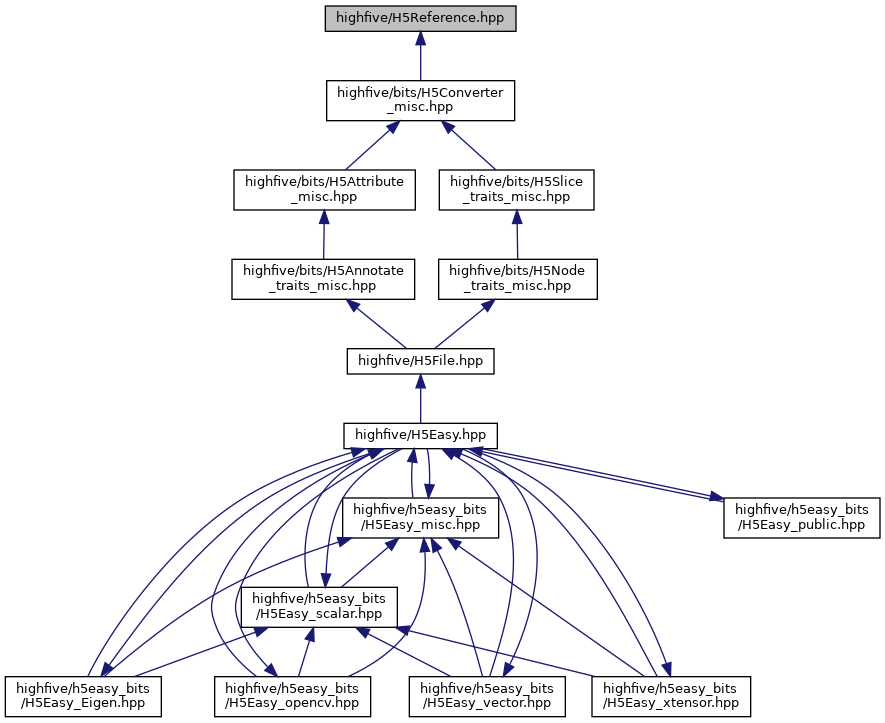 highfive/H5Reference.hpp
highfive/bits/H5Converter
_misc.hpp
highfive/bits/H5Attribute
_misc.hpp
highfive/bits/H5Slice
_traits_misc.hpp
highfive/bits/H5Annotate
_traits_misc.hpp
highfive/bits/H5Node
_traits_misc.hpp
highfive/H5File.hpp
highfive/H5Easy.hpp
highfive/h5easy_bits
/H5Easy_misc.hpp
highfive/h5easy_bits
/H5Easy_public.hpp
highfive/h5easy_bits
/H5Easy_scalar.hpp
highfive/h5easy_bits
/H5Easy_Eigen.hpp
highfive/h5easy_bits
/H5Easy_opencv.hpp
highfive/h5easy_bits
/H5Easy_vector.hpp
highfive/h5easy_bits
/H5Easy_xtensor.hpp